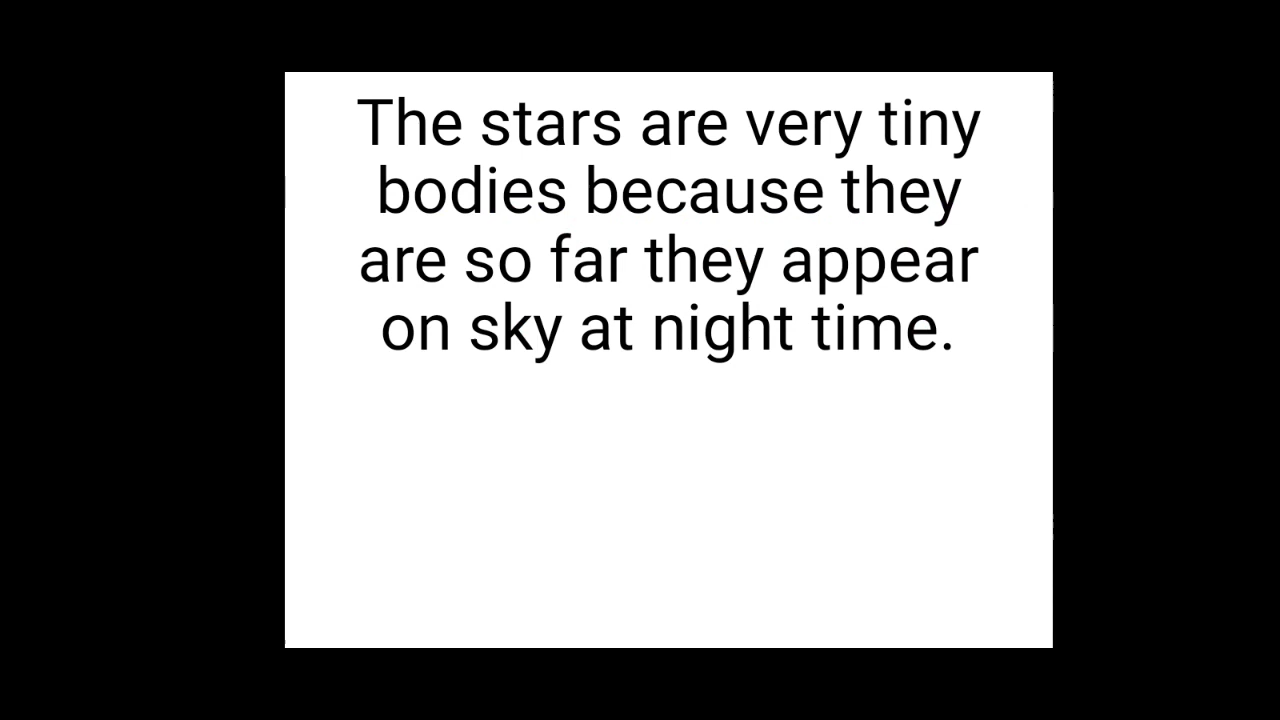 The stars are very tiny
bodies because they
are so far they appear
on sky at night time.